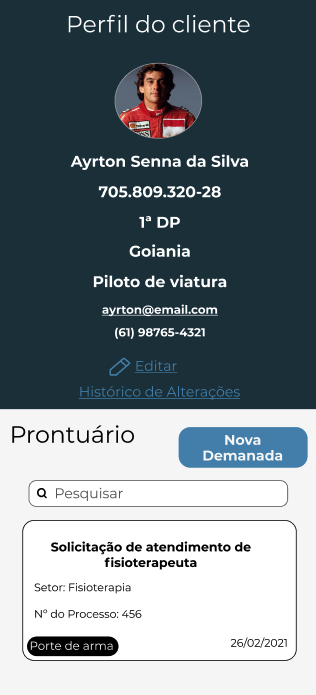 Perfil do cliente
Ayrton Senna da Silva
705.809.320-28
1ª DP
Goiania
Piloto de viatura
ayrton@email.com
(61) 98765-4321
Editar
Histórico de Alterações
Prontuário
Nova
Demanada
Pesquisar
Solicitação de atendimento de
fisioterapeuta
Setor: Fisioterapia
Nº do Processo: 456
Porte de arma
26/02/2021